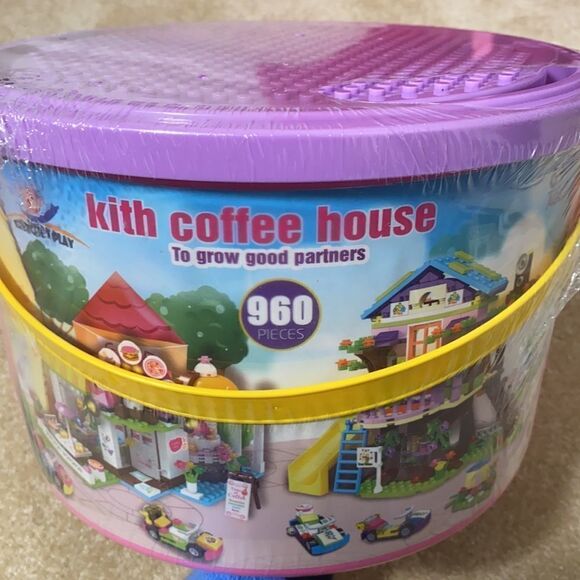 kith coffee house
To grow good partners
960
PIECES